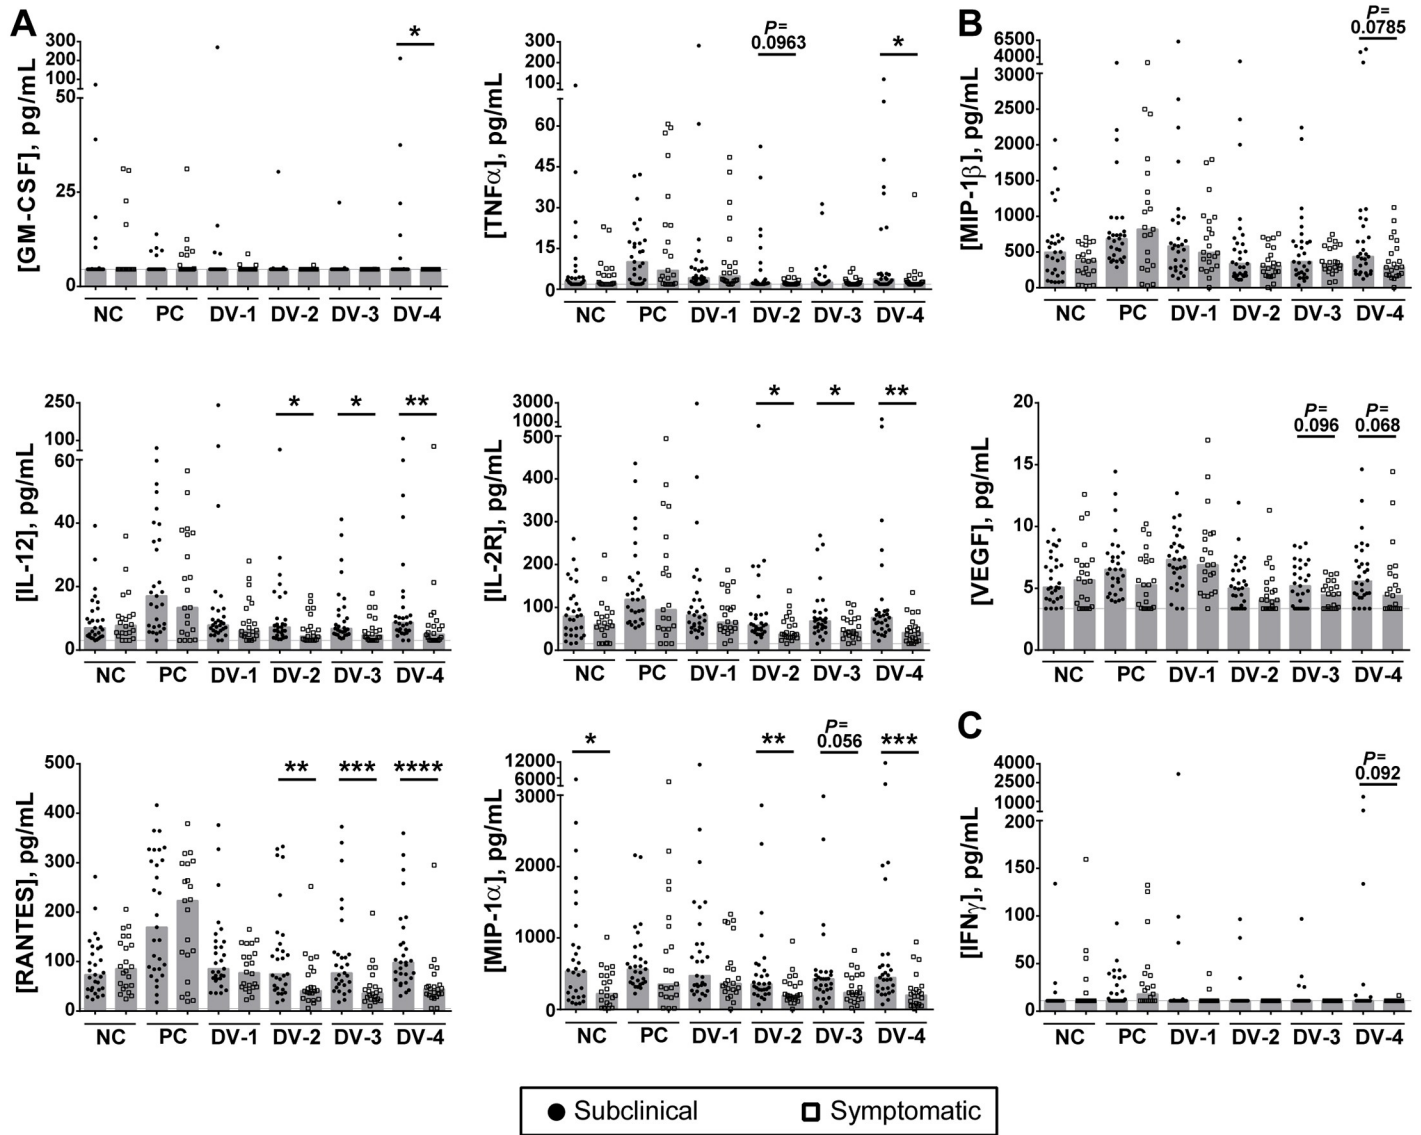 A
[GM-CSF], pg/mL
300
200
100
50
25
0
*
NC PC DV-1 DV-2 DV-3 DV-4
[TNFα], pg/mL
300
200
100
60
45
30
15
0
P=
0.0963
*
NC PC DV-1 DV-2 DV-3 DV-4
B
[MIP-1β], pg/mL
6500
4000
3000
2500
2000
1500
1000
500
0
P=
0.0785
NC PC DV-1 DV-2 DV-3 DV-4
[IL-12], pg/mL
250
100
60
40
20
0
* * **
NC PC DV-1 DV-2 DV-3 DV-4
[IL-2R], pg/mL
3000
1000
500
400
300
200
100
0
* * **
NC PC DV-1 DV-2 DV-3 DV-4
[VEGF], pg/mL
20
15
10
5
0
P=
0.096
P=
0.068
NC PC DV-1 DV-2 DV-3 DV-4
[RANTES], pg/mL
500
400
300
200
100
0
** *** ****
NC PC DV-1 DV-2 DV-3 DV-4
[MIP-1α], pg/mL
12000
6000
3000
2000
1000
0
* **
P=
0.056
***
NC PC DV-1 DV-2 DV-3 DV-4
C
[IFNγ], pg/mL
4000
2500
1000
200
150
100
50
0
P=
0.092
NC PC DV-1 DV-2 DV-3 DV-4
Subclinical Symptomatic